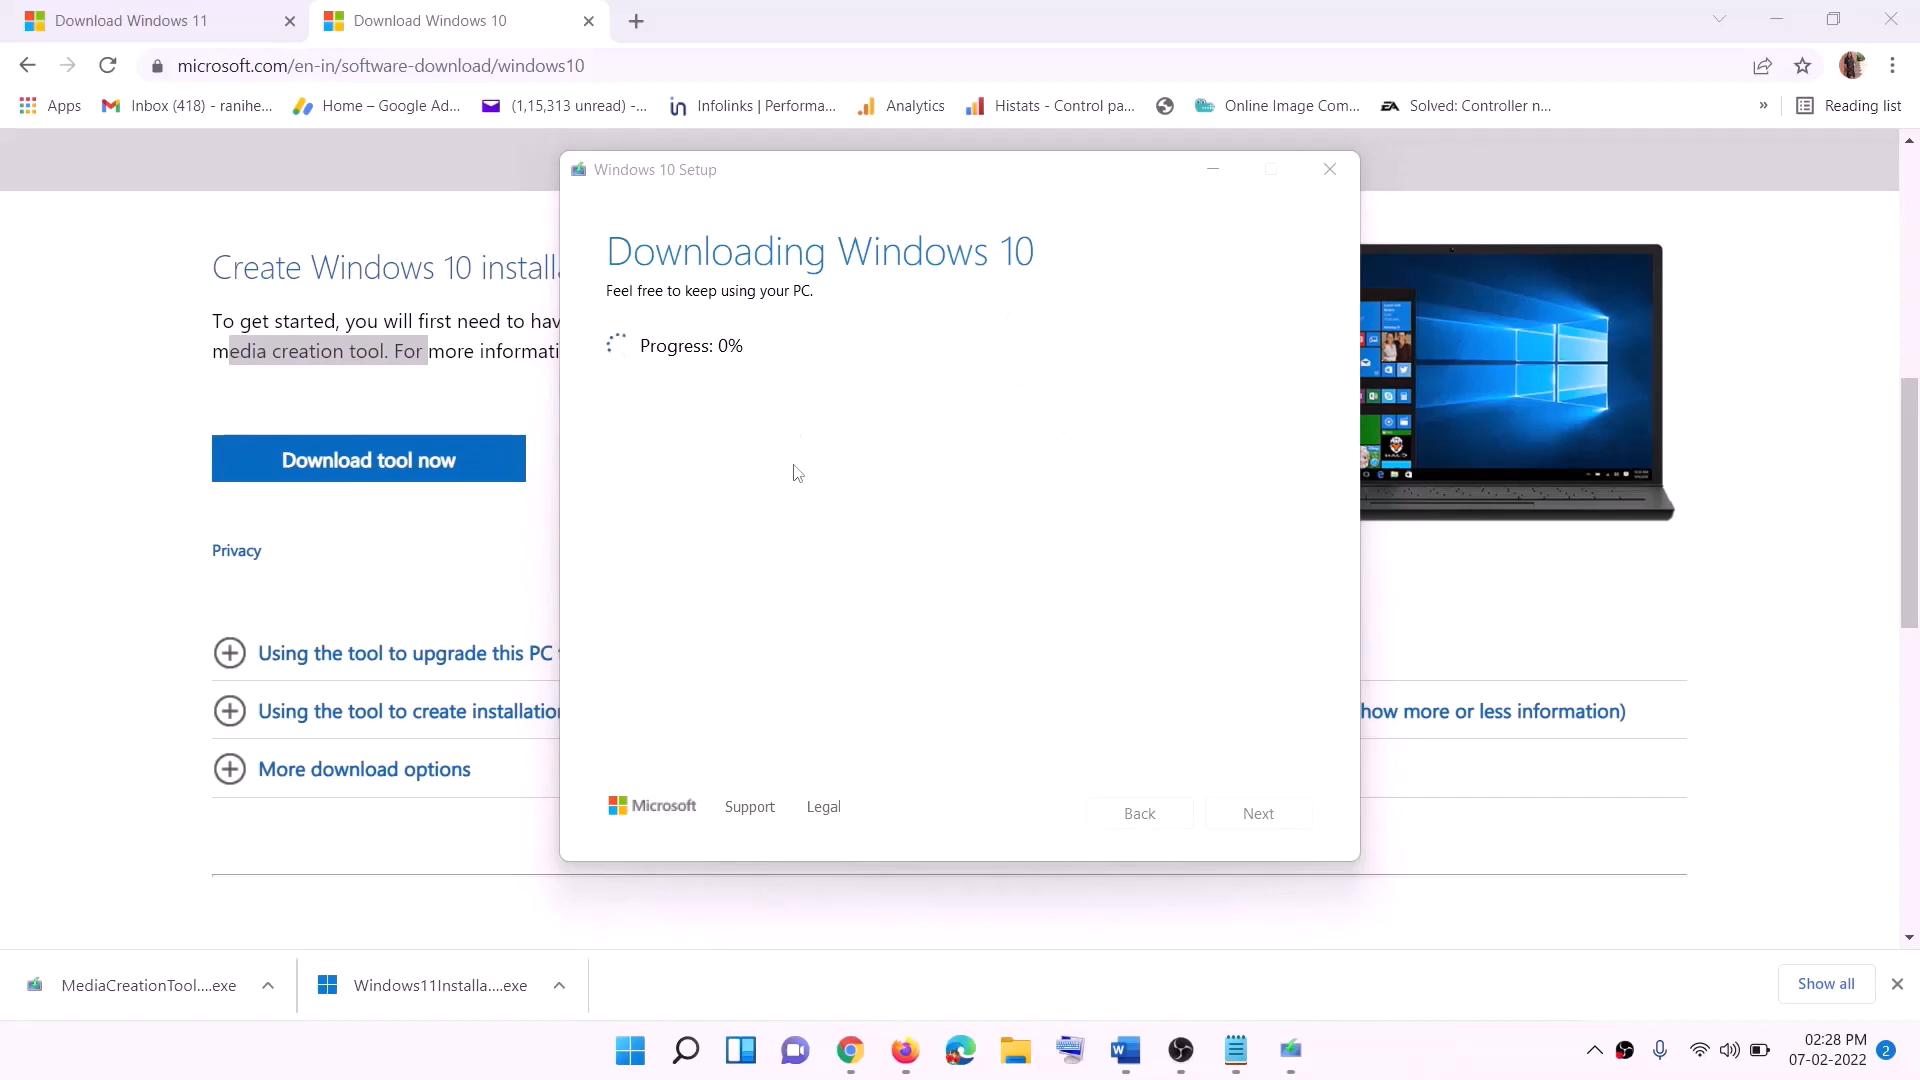 Download Windows 11
Download Windows 10
microsoft.com/en-in/software-download/windows10
Apps
Inbox (418) - ranihe...
Home – Google Ad...
(1,15,313 unread) -...
in
Infolinks | Performa...
Analytics
Histats - Control pa...
Online Image Com...
EA
Solved: Controller n...
»
Reading list
Windows 10 Setup
Create Windows 10 install
Downloading Windows 10
Feel free to keep using your PC.
To get started, you will first need to hav
media creation tool. For more informati
Progress: 0%
Download tool now
Privacy
Using the tool to upgrade this PC
Using the tool to create installation
how more or less information)
More download options
Microsoft
Support
Legal
Back
Next
MediaCreationTool....exe
Windows11Installa....exe
Show all
02:28 PM
07-02-2022
2